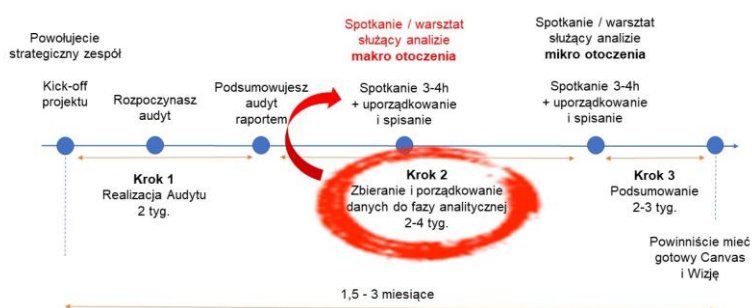 Powołujecie
strategiczny zespół
Kick-off
projektu
Rozpoczynasz
audyt
Podsumowujesz
audyt
raportem
Spotkanie / warsztat
służący analizie
makro otoczenia
Spotkanie 3-4h
+ uporządkowanie
i spisanie
Spotkanie / warsztat
służący analizie
mikro otoczenia
Spotkanie 3-4h
+ uporządkowanie
i spisanie
Krok 1
Realizacja Audytu
2 tyg.
Krok 2
Zbieranie i porządkowanie
danych do fazy analitycznej
2-4 tyg.
Krok 3
Podsumowanie
2-3 tyg.
Powinniście mieć
gotowy Canvas
i Wizję
1,5 - 3 miesiące